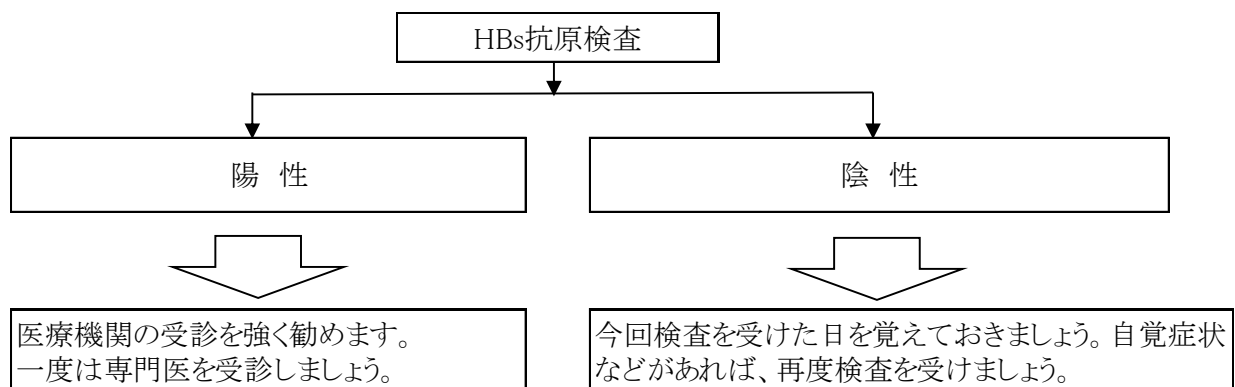 HBs抗原検査
陽 性
陰 性
医療機関の受診を強く勧めます。
一度は専門医を受診しましょう。
今回検査を受けた日を覚えておきましょう。自覚症状
などがあれば、再度検査を受けましょう。